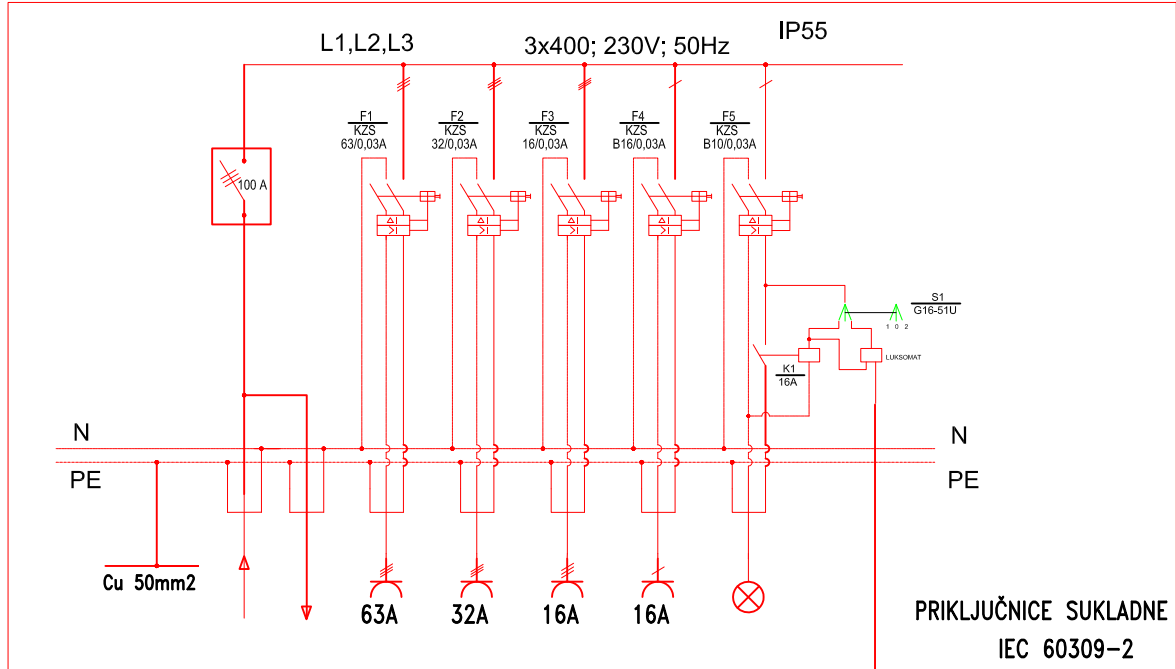 L1,L2,L3
3x400; 230V; 50Hz
IP55
F1
KZS
63/0,03A
F2
KZS
32/0,03A
F3
KZS
16/0,03A
F4
KZS
B16/0,03A
F5
KZS
B10/0,03A
100 A
S1
G16-51U
1 0 2
LUKSOMAT
K1
16A
N
N
PE
PE
Cu 50mm2
63A
32A
16A
16A
PRIKLJUČNICE SUKLADNE
IEC 60309-2